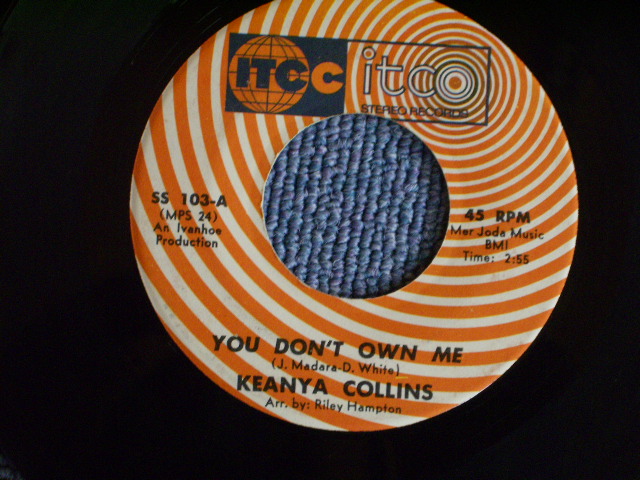 ITCC itco
STEREO RECORDS
SS 103-A
(MPS 24)
An Ivanhoe
Production
45 RPM
Mer Joda Music
BMI
Time: 2:55
YOU DON'T OWN ME
(J. Madara-D. White)
KEANYA COLLINS
Arr. by: Riley Hampton